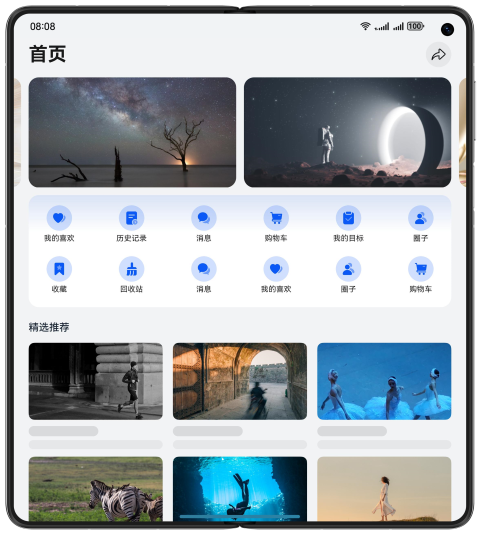 08:08
100
首页
我的喜欢 历史记录 消息 购物车 我的目标 圈子
收藏 回收站 消息 我的喜欢 圈子 购物车
精选推荐